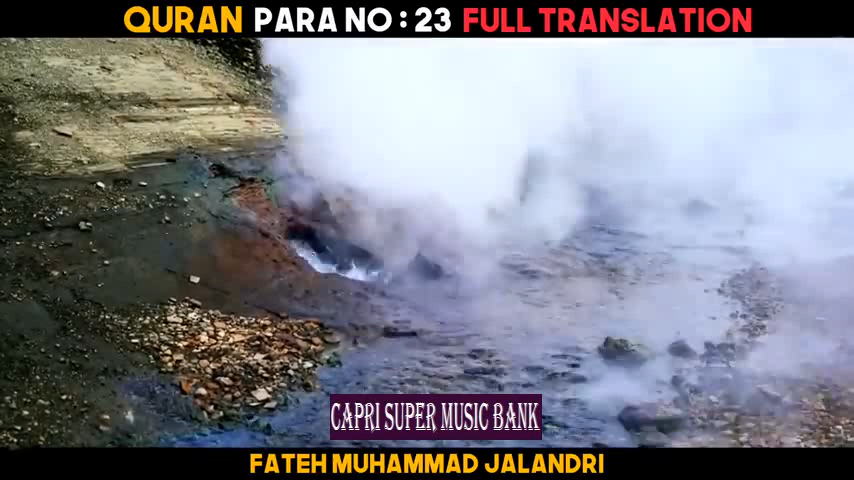 QURAN PARA NO : 23 FULL TRANSLATION
CAPRI SUPER MUSIC BANK
FATEH MUHAMMAD JALANDRI